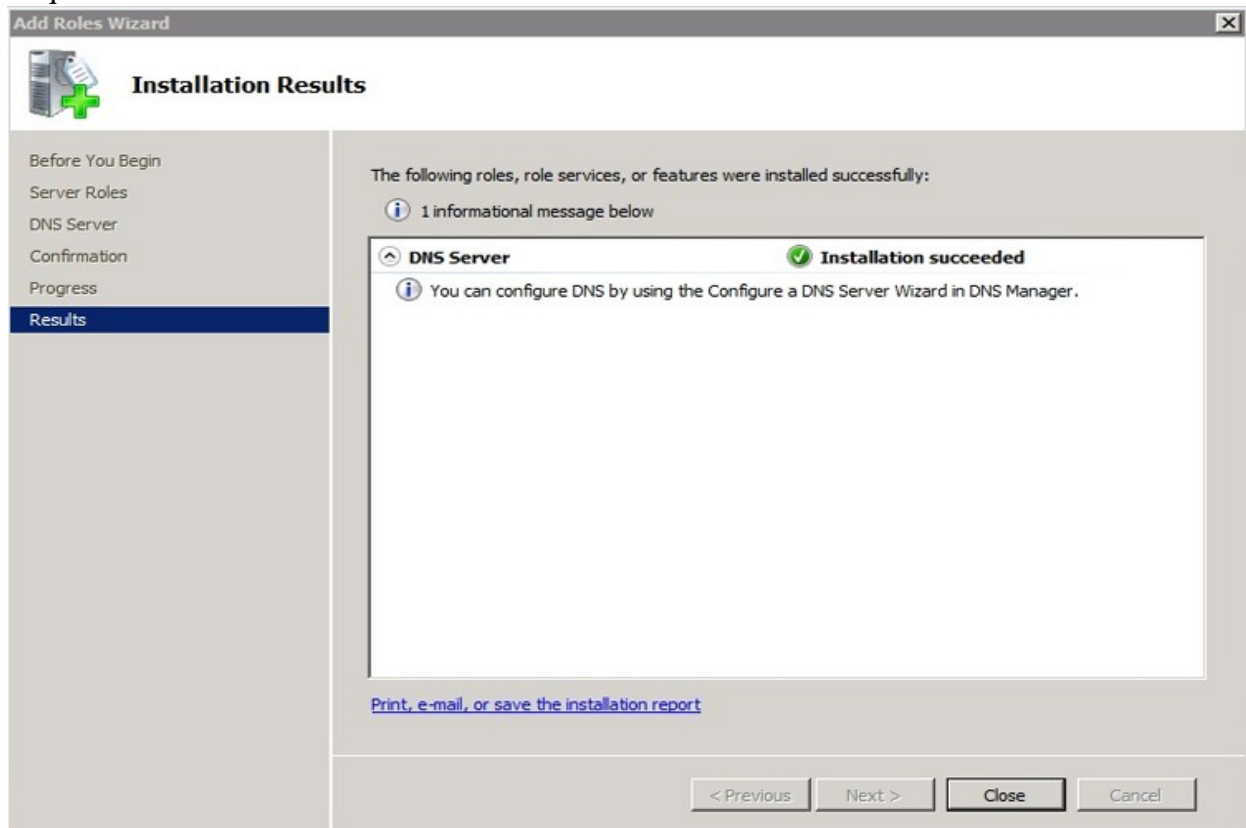 Add Roles Wizard
Installation Results
Before You Begin
Server Roles
DNS Server
Confirmation
Progress
Results
The following roles, role services, or features were installed successfully:
1 informational message below
DNS Server Installation succeeded
You can configure DNS by using the Configure a DNS Server Wizard in DNS Manager.
Print, e-mail, or save the installation report
< Previous Next > Close Cancel